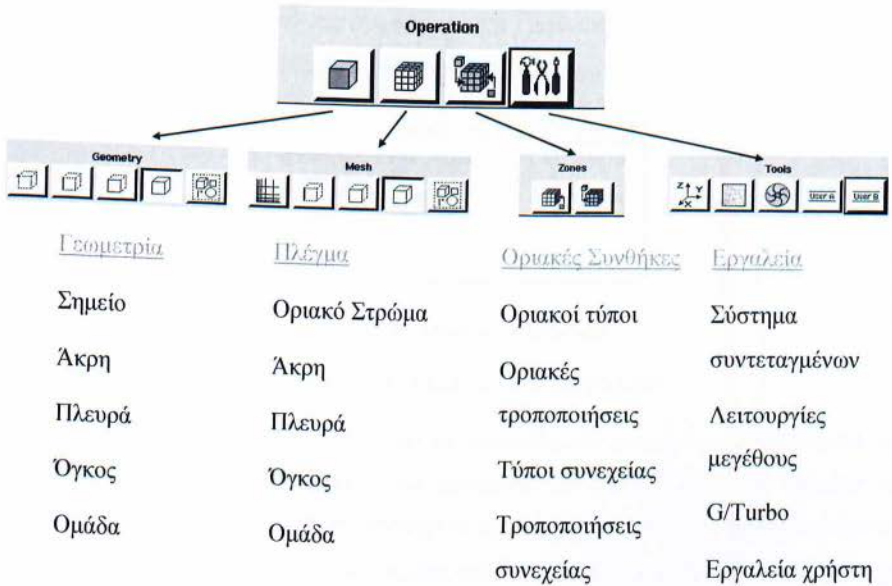 Operation
Geometry
Mesh
Zones
Tools
Z Y X
User A
User B
Γεωμετρία
Σημείο
Άκρη
Πλευρά
Όγκος
Ομάδα
Πλέγμα
Οριακό Στρώμα
Άκρη
Πλευρά
Όγκος
Ομάδα
Οριακές Συνθήκες
Οριακοί τύποι
Οριακές
τροποποιήσεις
Τύποι συνεχείας
Τροποποιήσεις
συνεχείας
Εργαλεία
Σύστημα
συντεταγμένων
Λειτουργίες
μεγέθους
G/Turbo
Εργαλεία χρήστη